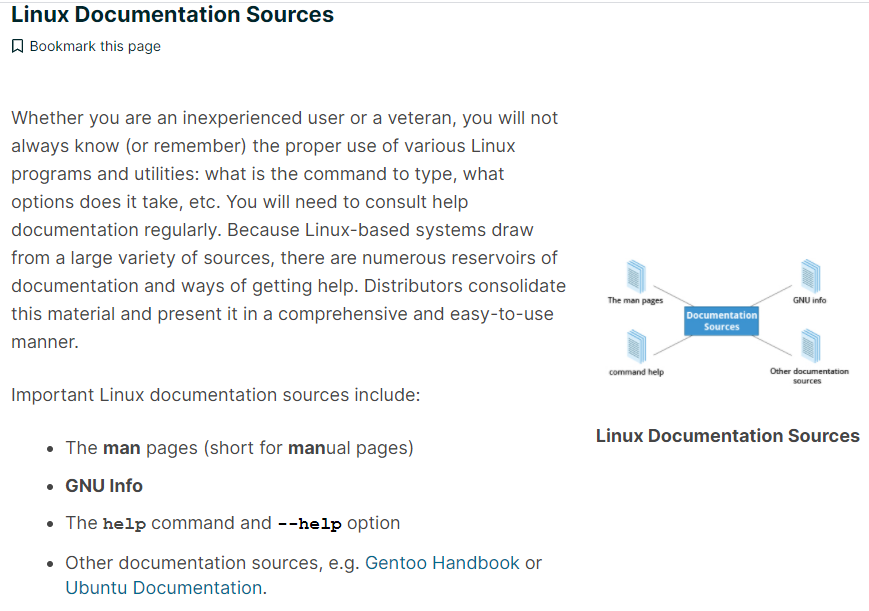 Linux Documentation Sources
Bookmark this page
Whether you are an inexperienced user or a veteran, you will not
always know (or remember) the proper use of various Linux
programs and utilities: what is the command to type, what
options does it take, etc. You will need to consult help
documentation regularly. Because Linux-based systems draw
from a large variety of sources, there are numerous reservoirs of
documentation and ways of getting help. Distributors consolidate
this material and present it in a comprehensive and easy-to-use
manner.
Important Linux documentation sources include:
• The man pages (short for manual pages)
• GNU Info
• The help command and --help option
• Other documentation sources, e.g. Gentoo Handbook or
Ubuntu Documentation.
The man pages
GNU info
Documentation
Sources
command help
Other documentation
sources
Linux Documentation Sources